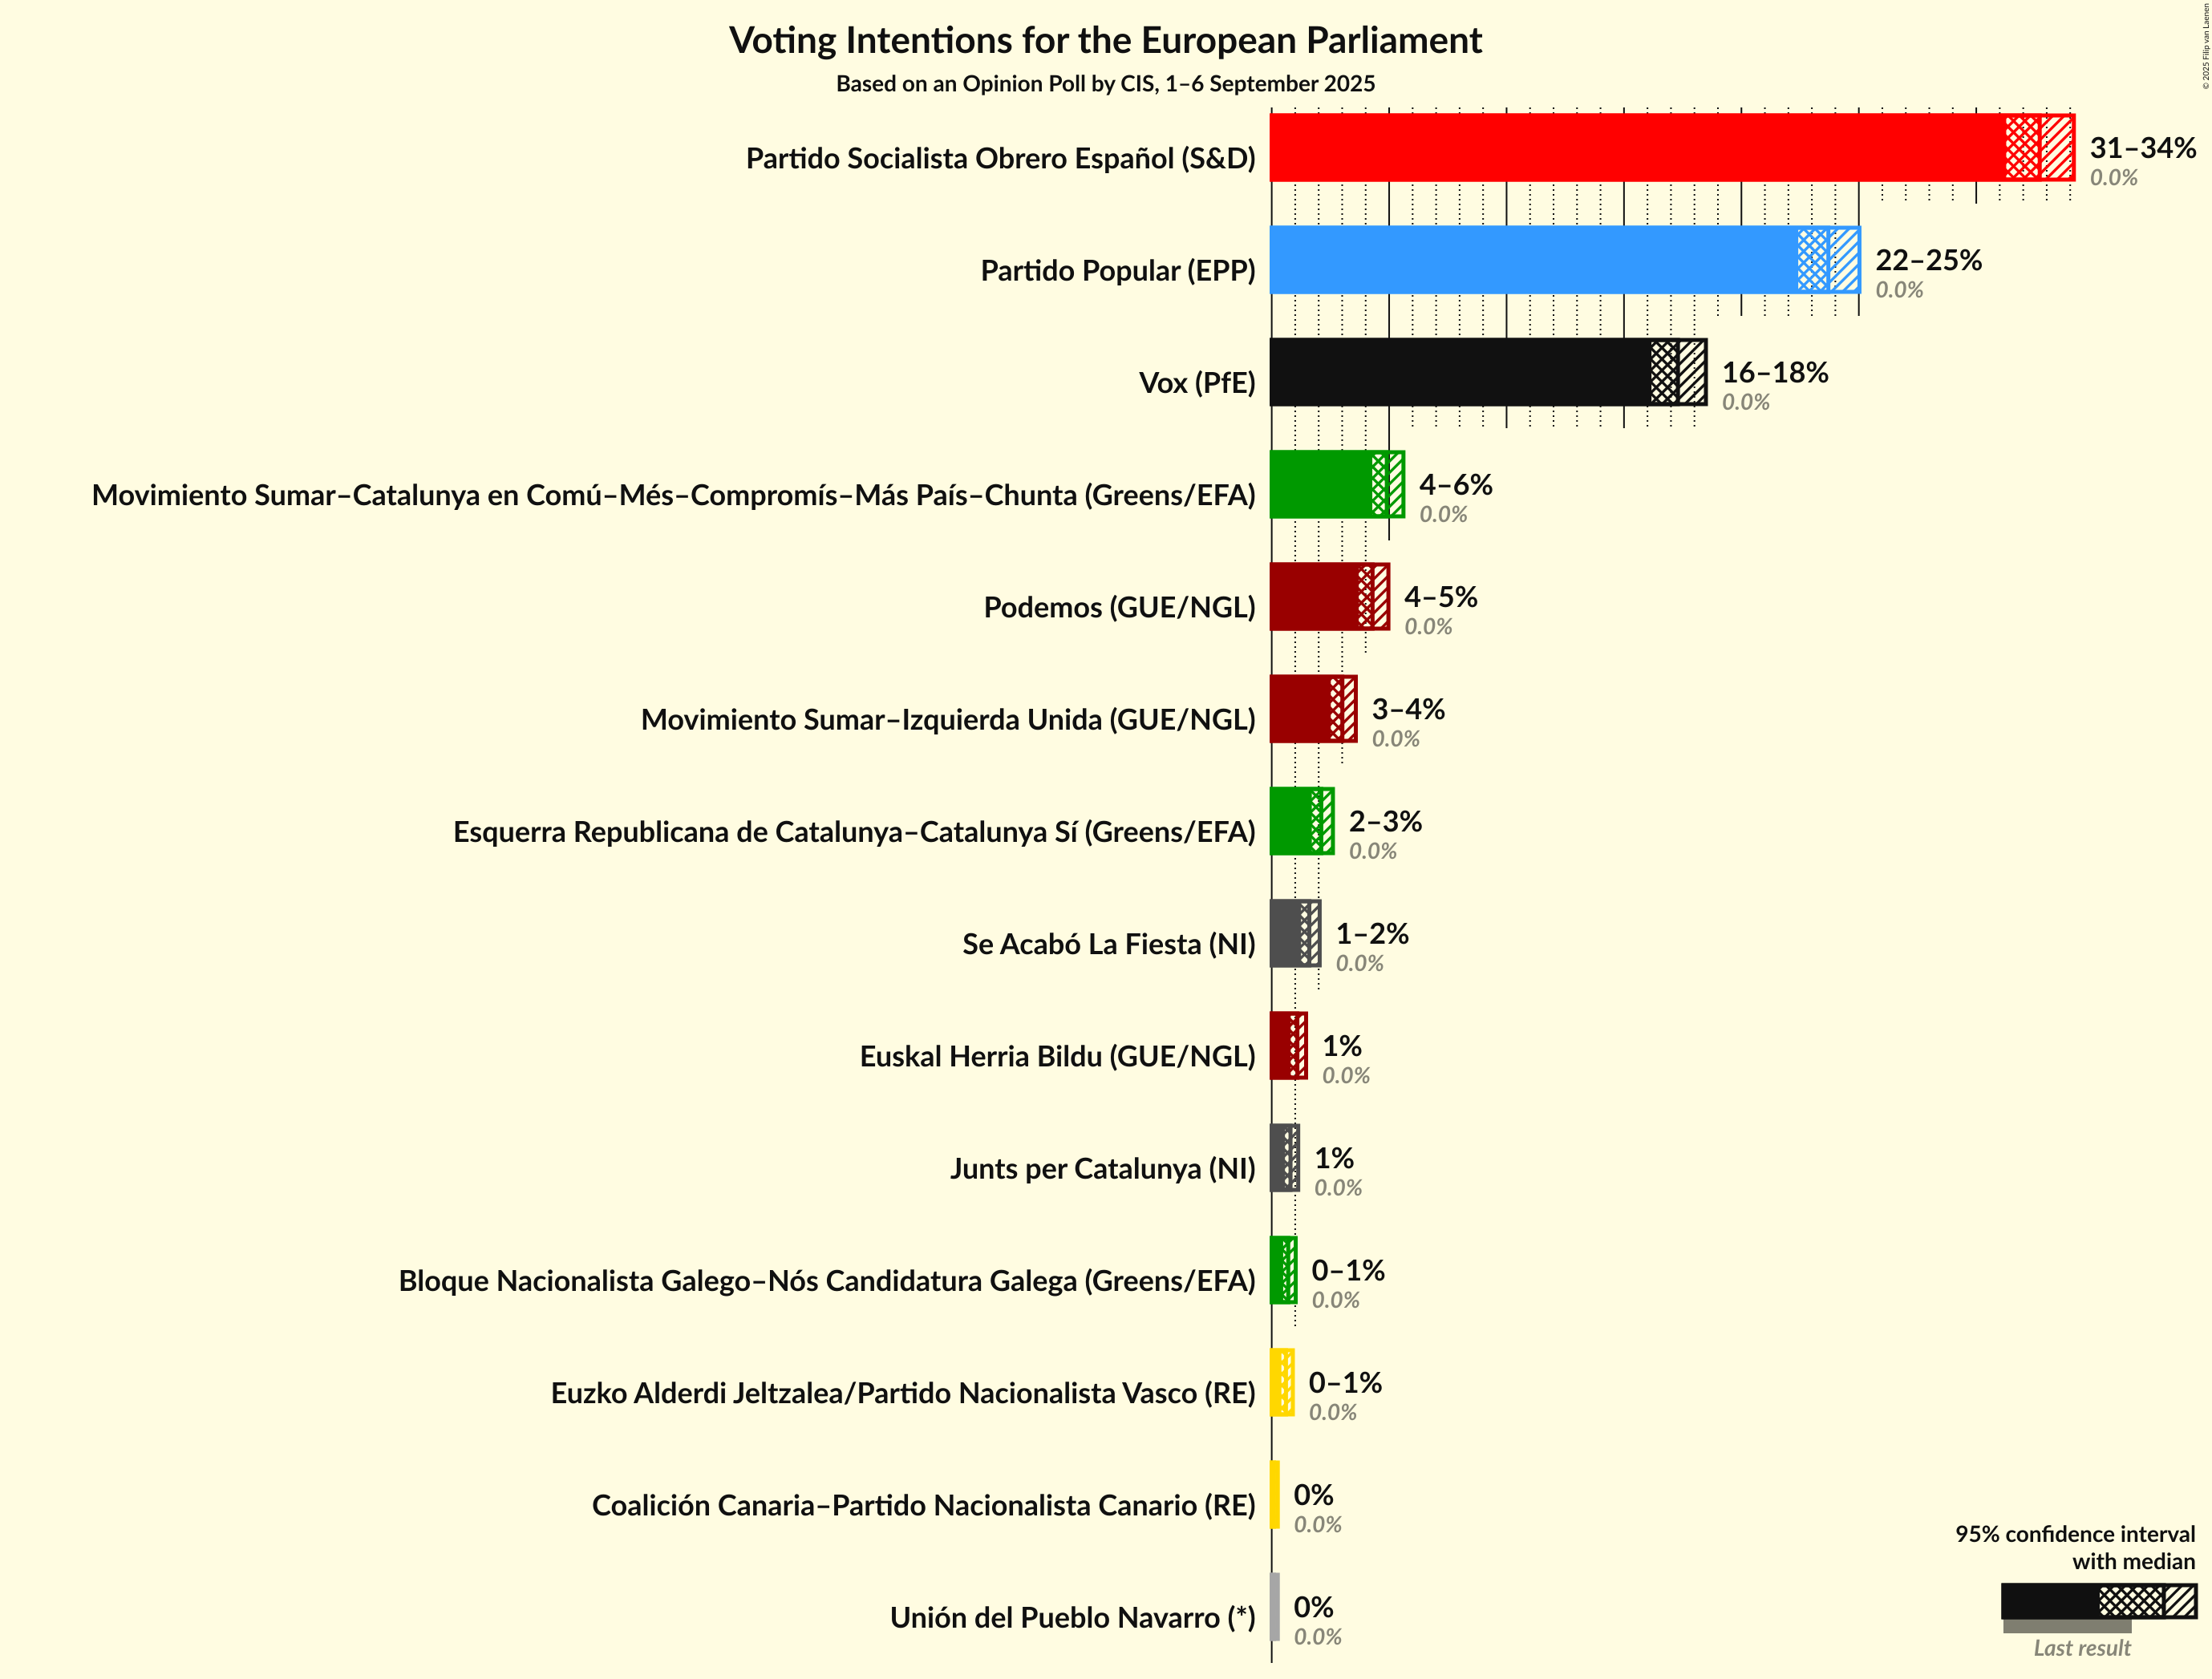 Voting Intentions for the European Parliament
Based on an Opinion Poll by CIS, 1–6 September 2025
© 2025 Filip van Laenen
Partido Socialista Obrero Español (S&D)
31–34%
0.0%
Partido Popular (EPP)
22–25%
0.0%
Vox (PfE)
16–18%
0.0%
Movimiento Sumar–Catalunya en Comú–Més–Compromís–Más País–Chunta (Greens/EFA)
4–6%
0.0%
Podemos (GUE/NGL)
4–5%
0.0%
Movimiento Sumar–Izquierda Unida (GUE/NGL)
3–4%
0.0%
Esquerra Republicana de Catalunya–Catalunya Sí (Greens/EFA)
2–3%
0.0%
Se Acabó La Fiesta (NI)
1–2%
0.0%
Euskal Herria Bildu (GUE/NGL)
1%
0.0%
Junts per Catalunya (NI)
1%
0.0%
Bloque Nacionalista Galego–Nós Candidatura Galega (Greens/EFA)
0–1%
0.0%
Euzko Alderdi Jeltzalea/Partido Nacionalista Vasco (RE)
0–1%
0.0%
Coalición Canaria–Partido Nacionalista Canario (RE)
0%
0.0%
Unión del Pueblo Navarro (*)
0%
0.0%
95% confidence interval
with median
Last result